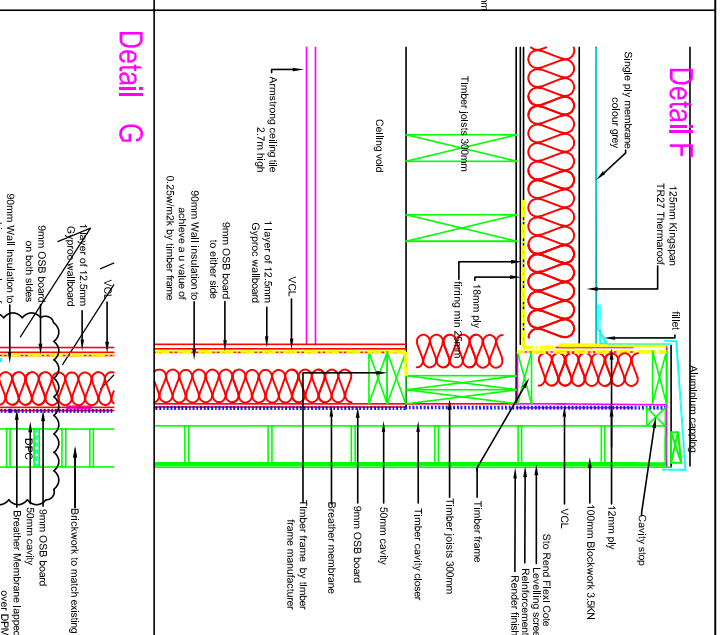 Detail F
Single ply membrane
colour grey
125mm Kingspan
TR27 Thermaroof
fillet
Aluminium capping
Timber joists 300mm
18mm ply
firring min 25mm
Ceiling void
Armstrong ceiling tile
2.7m high
VCL
1 layer of 12.5mm
Gyproc wallboard
9mm OSB board
to either side
90mm Wall insulation to
achieve a u value of
0.25w/m2k by timber frame
Cavity stop
12mm ply
100mm Blockwork 3.5KN
VCL
Sto Rend Flexi Cote
Levelling scree
Reinforcement
Render finish
Timber frame
Timber joists 300mm
Timber cavity closer
50mm cavity
9mm OSB board
Breather membrane
Timber frame by timber
frame manufacturer
Detail G
VCL
1 layer of 12.5mm
Gyproc wallboard
9mm OSB board
on both sides
90mm Wall Insulation to
DPC
Brickwork to match existing
9mm OSB board
50mm cavity
Breather Membrane lapped
over DPM